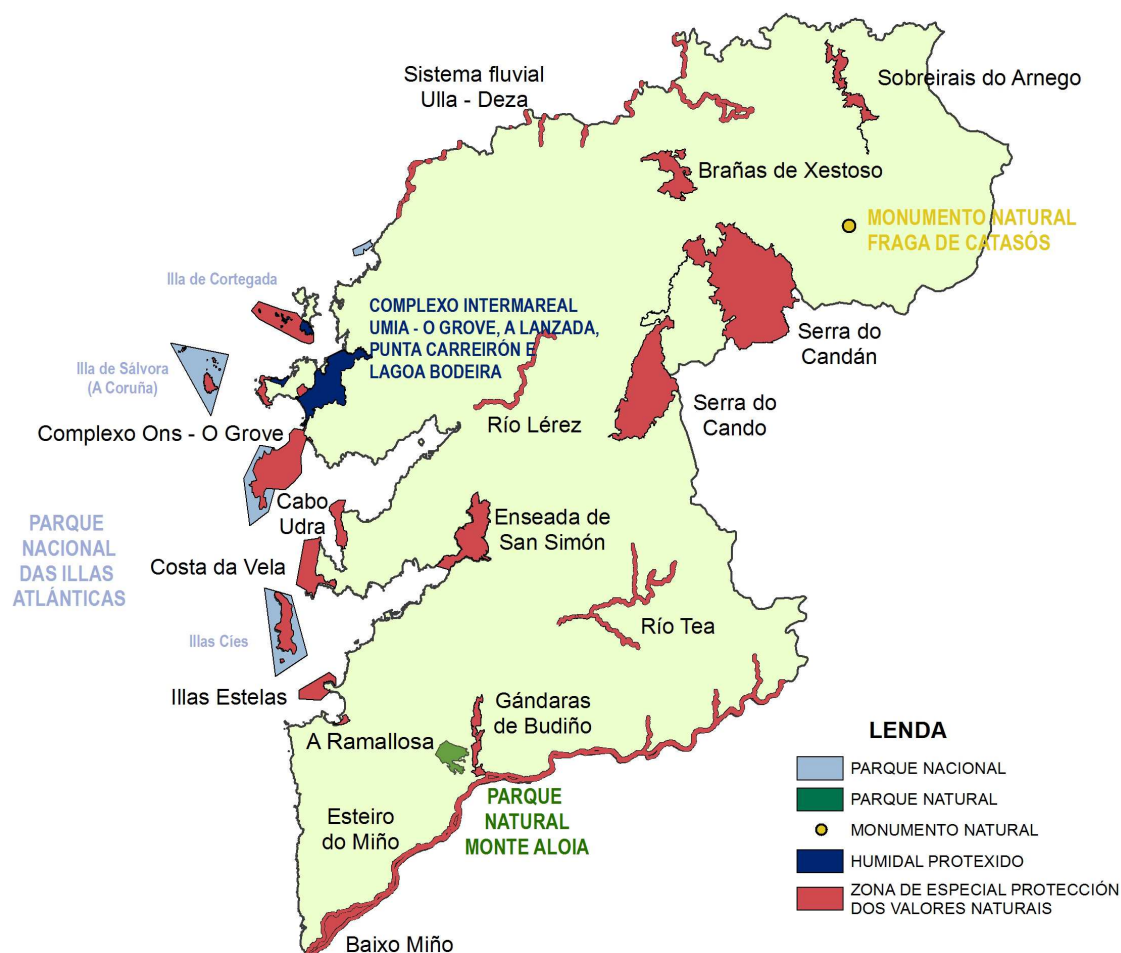 Sistema fluvial
Ulla - Deza
Sobreirais do Arnego
Brañas de Xestoso
MONUMENTO NATURAL
FRAGA DE CATASÓS
Illa de Cortegada
COMPLEXO INTERMAREAL
UMIA - O GROVE, A LANZADA,
PUNTA CARREIRÓN E
LAGOA BODEIRA
Serra do
Candán
Illa de Sálvora
(A Coruña)
Serra do
Cando
Río Lérez
Complexo Ons - O Grove
Cabo
Udra
Enseada de
San Simón
PARQUE
NACIONAL
DAS ILLAS
ATLÁNTICAS
Costa da Vela
Río Tea
Illas Cíes
Illas Estelas
Gándaras
de Budiño
A Ramallosa
PARQUE
NATURAL
MONTE ALOIA
Esteiro
do Miño
Baixo Miño
LENDA
PARQUE NACIONAL
PARQUE NATURAL
MONUMENTO NATURAL
HUMIDAL PROTEXIDO
ZONA DE ESPECIAL PROTECCIÓN
DOS VALORES NATURAIS